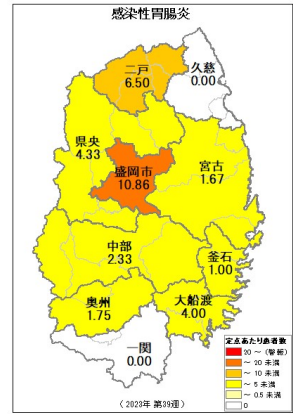 感染性胃腸炎
二戸
6.50
久慈
0.00
県央
4.33
盛岡市
10.86
宮古
1.67
中部
2.33
釜石
1.00
奥州
1.75
大船渡
4.00
一関
0.00
定点あたり患者数
20 ～ (警報)
～ 20 未満
～ 10 未満
～ 5 未満
～ 0.5 未満
0
（ 2023年 第39週）